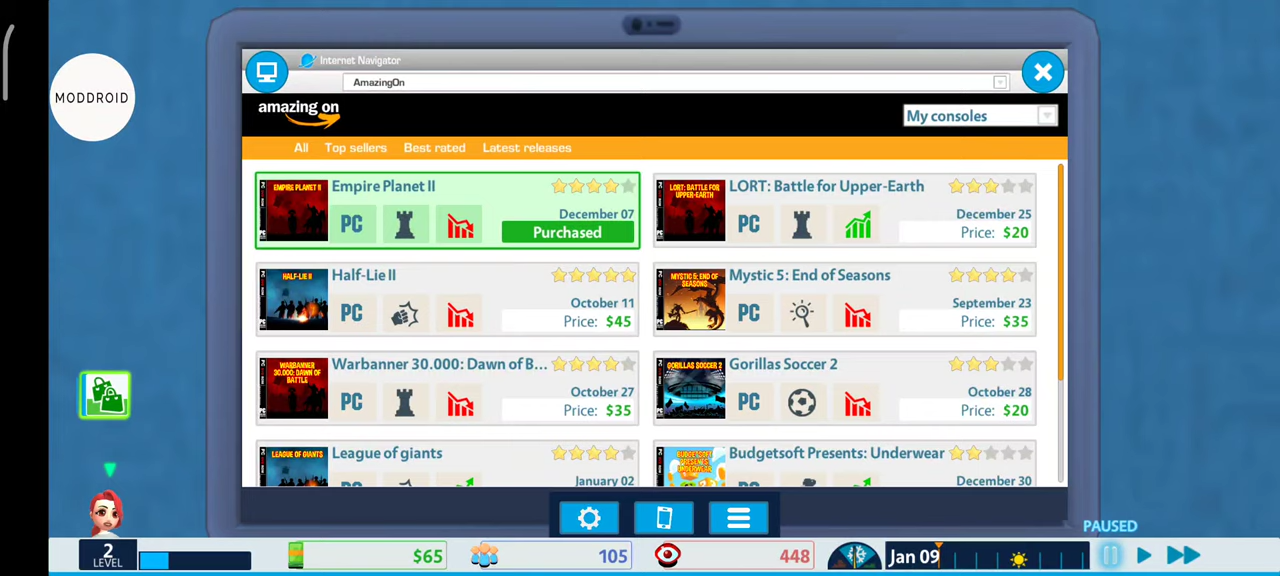 MODDROID
Internet Navigator
AmazingOn
amazing on
My consoles
All Top sellers Best rated Latest releases
EMPIRE PLANET II
Empire Planet II
PC
December 07
Purchased
LORT: BATTLE FOR UPPER-EARTH
LORT: Battle for Upper-Earth
PC
December 25
Price: $20
HALF-LIE II
Half-Lie II
PC
October 11
Price: $45
MYSTIC 5: END OF SEASONS
Mystic 5: End of Seasons
PC
September 23
Price: $35
WARBANNER 30.000: DAWN OF BATTLE
Warbanner 30.000: Dawn of B...
PC
October 27
Price: $35
GORILLAS SOCCER 2
Gorillas Soccer 2
PC
October 28
Price: $20
LEAGUE OF GIANTS
League of giants
January 02
BUDGETSOFT PRESENTS: UNDERWEAR
Budgetsoft Presents: Underwear
December 30
PAUSED
2
LEVEL
$65
105
448
Jan 09